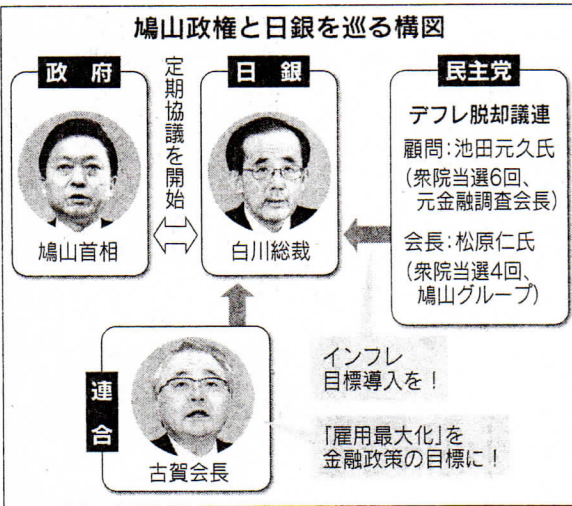 鳩山政権と日銀を巡る構図
政府
鳩山首相
定期協議を開始
日銀
白川総裁
民主党
デフレ脱却議連
顧問:池田元久氏
(衆院当選6回、
元金融調査会長)
会長:松原仁氏
(衆院当選4回、
鳩山グループ)
インフレ
目標導入を!
連合
古賀会長
「雇用最大化」を
金融政策の目標に!